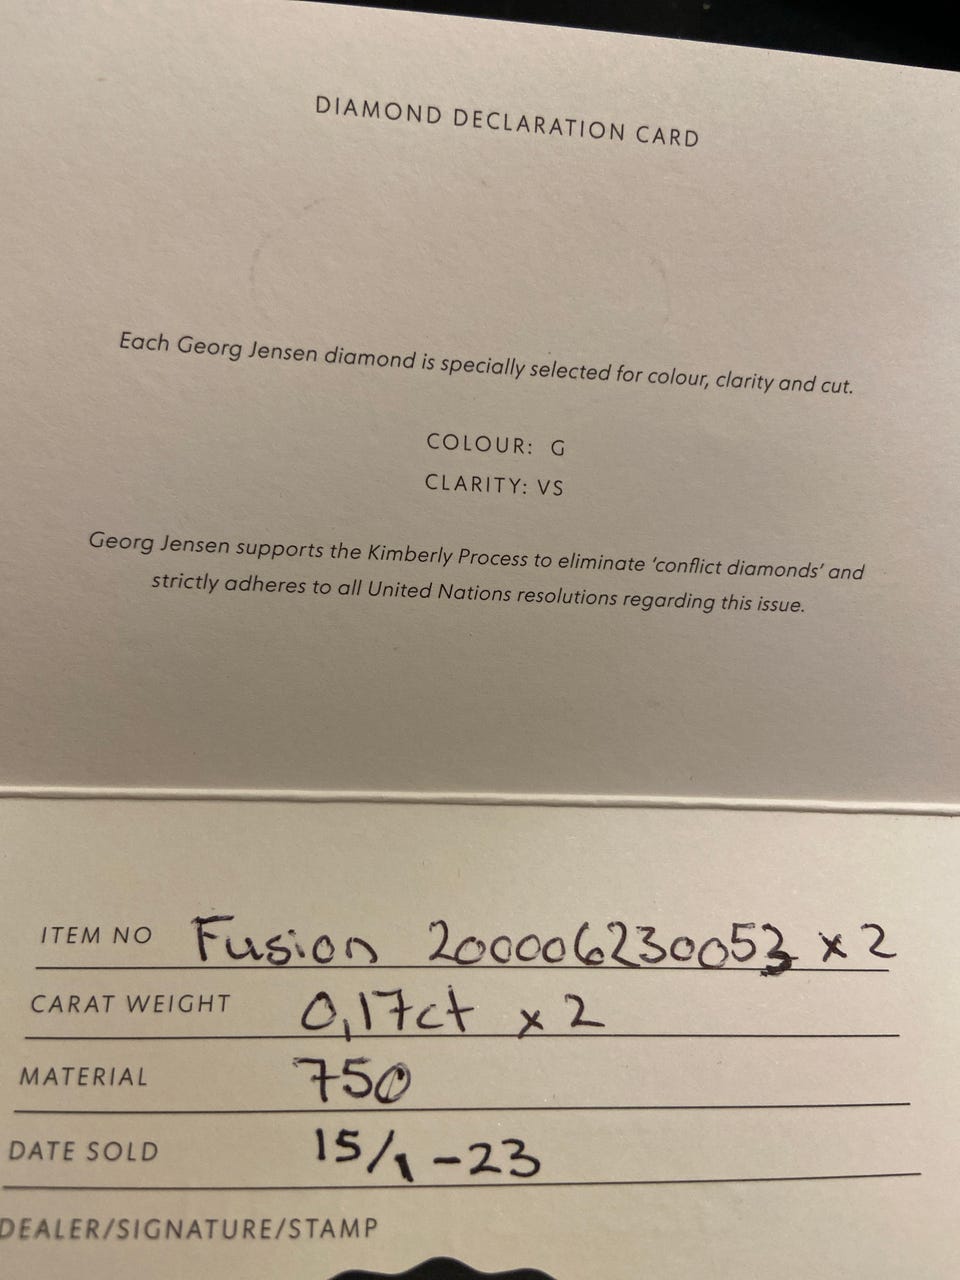 DIAMOND DECLARATION CARD
Each Georg Jensen diamond is specially selected for colour, clarity and cut.
COLOUR: G
CLARITY: VS
Georg Jensen supports the Kimberly Process to eliminate ‘conflict diamonds’ and
strictly adheres to all United Nations resolutions regarding this issue.
ITEM NO Fusion 200006230053 x 2
CARAT WEIGHT 0,17ct x 2
MATERIAL 750
DATE SOLD 15/1-23
DEALER/SIGNATURE/STAMP